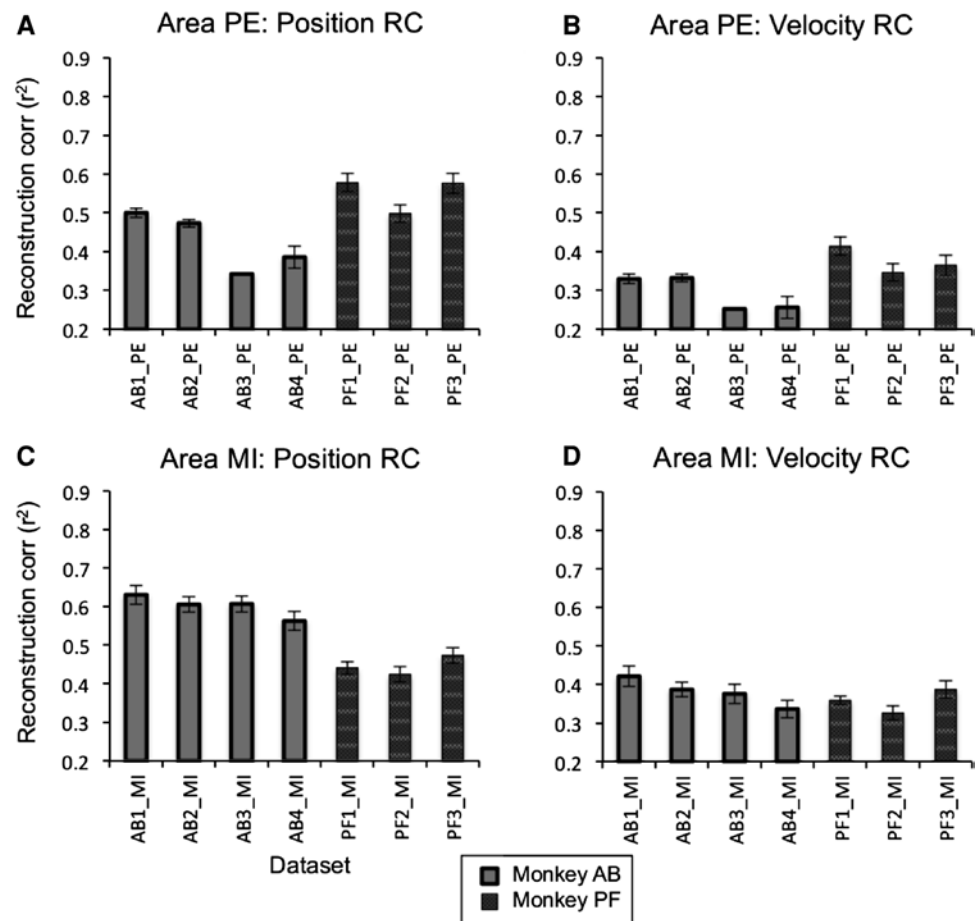 A
Area PE: Position RC
Reconstruction corr (r²)
0.9
0.8
0.7
0.6
0.5
0.4
0.3
0.2
AB1_PE
AB2_PE
AB3_PE
AB4_PE
PF1_PE
PF2_PE
PF3_PE
B
Area PE: Velocity RC
0.9
0.8
0.7
0.6
0.5
0.4
0.3
0.2
AB1_PE
AB2_PE
AB3_PE
AB4_PE
PF1_PE
PF2_PE
PF3_PE
C
Area MI: Position RC
Reconstruction corr (r²)
0.9
0.8
0.7
0.6
0.5
0.4
0.3
0.2
AB1_MI
AB2_MI
AB3_MI
AB4_MI
PF1_MI
PF2_MI
PF3_MI
Dataset
D
Area MI: Velocity RC
0.9
0.8
0.7
0.6
0.5
0.4
0.3
0.2
AB1_MI
AB2_MI
AB3_MI
AB4_MI
PF1_MI
PF2_MI
PF3_MI
Monkey AB
Monkey PF